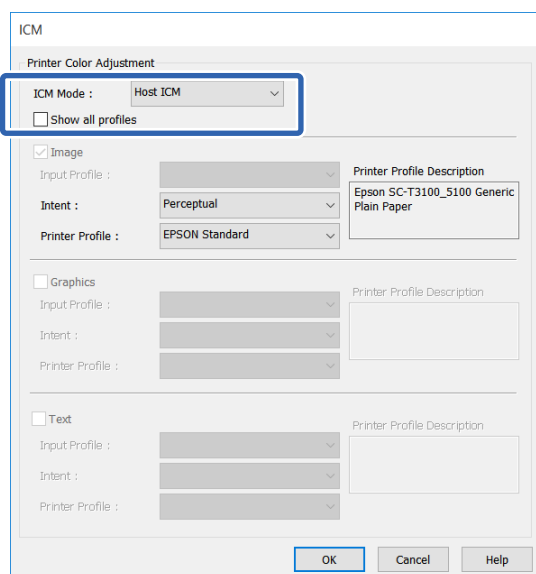 ICM
Printer Color Adjustment
ICM Mode : Host ICM
Show all profiles
Image
Input Profile :
Printer Profile Description
Intent : Perceptual
Epson SC-T3100_5100 Generic
Plain Paper
Printer Profile : EPSON Standard
Graphics
Input Profile :
Printer Profile Description
Intent :
Printer Profile :
Text
Input Profile :
Printer Profile Description
Intent :
Printer Profile :
OK Cancel Help